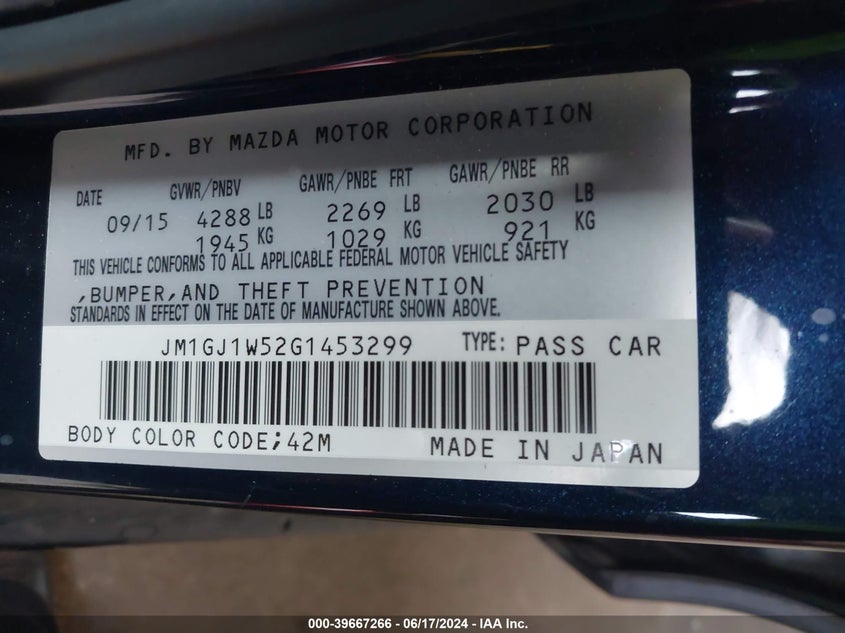 MFD. BY MAZDA MOTOR CORPORATION
DATE GVWR/PNBV GAWR/PNBE FRT GAWR/PNBE RR
09/15 4288 LB 2269 LB 2030 LB
1945 KG 1029 KG 921 KG
THIS VEHICLE CONFORMS TO ALL APPLICABLE FEDERAL MOTOR VEHICLE SAFETY
,BUMPER,AND THEFT PREVENTION
STANDARDS IN EFFECT ON THE DATE OF MANUFACTURE SHOWN ABOVE.
JM1GJ1W52G1453299 TYPE: PASS CAR
BODY COLOR CODE;42M MADE IN JAPAN
000-39667266 - 06/17/2024 - IAA Inc.